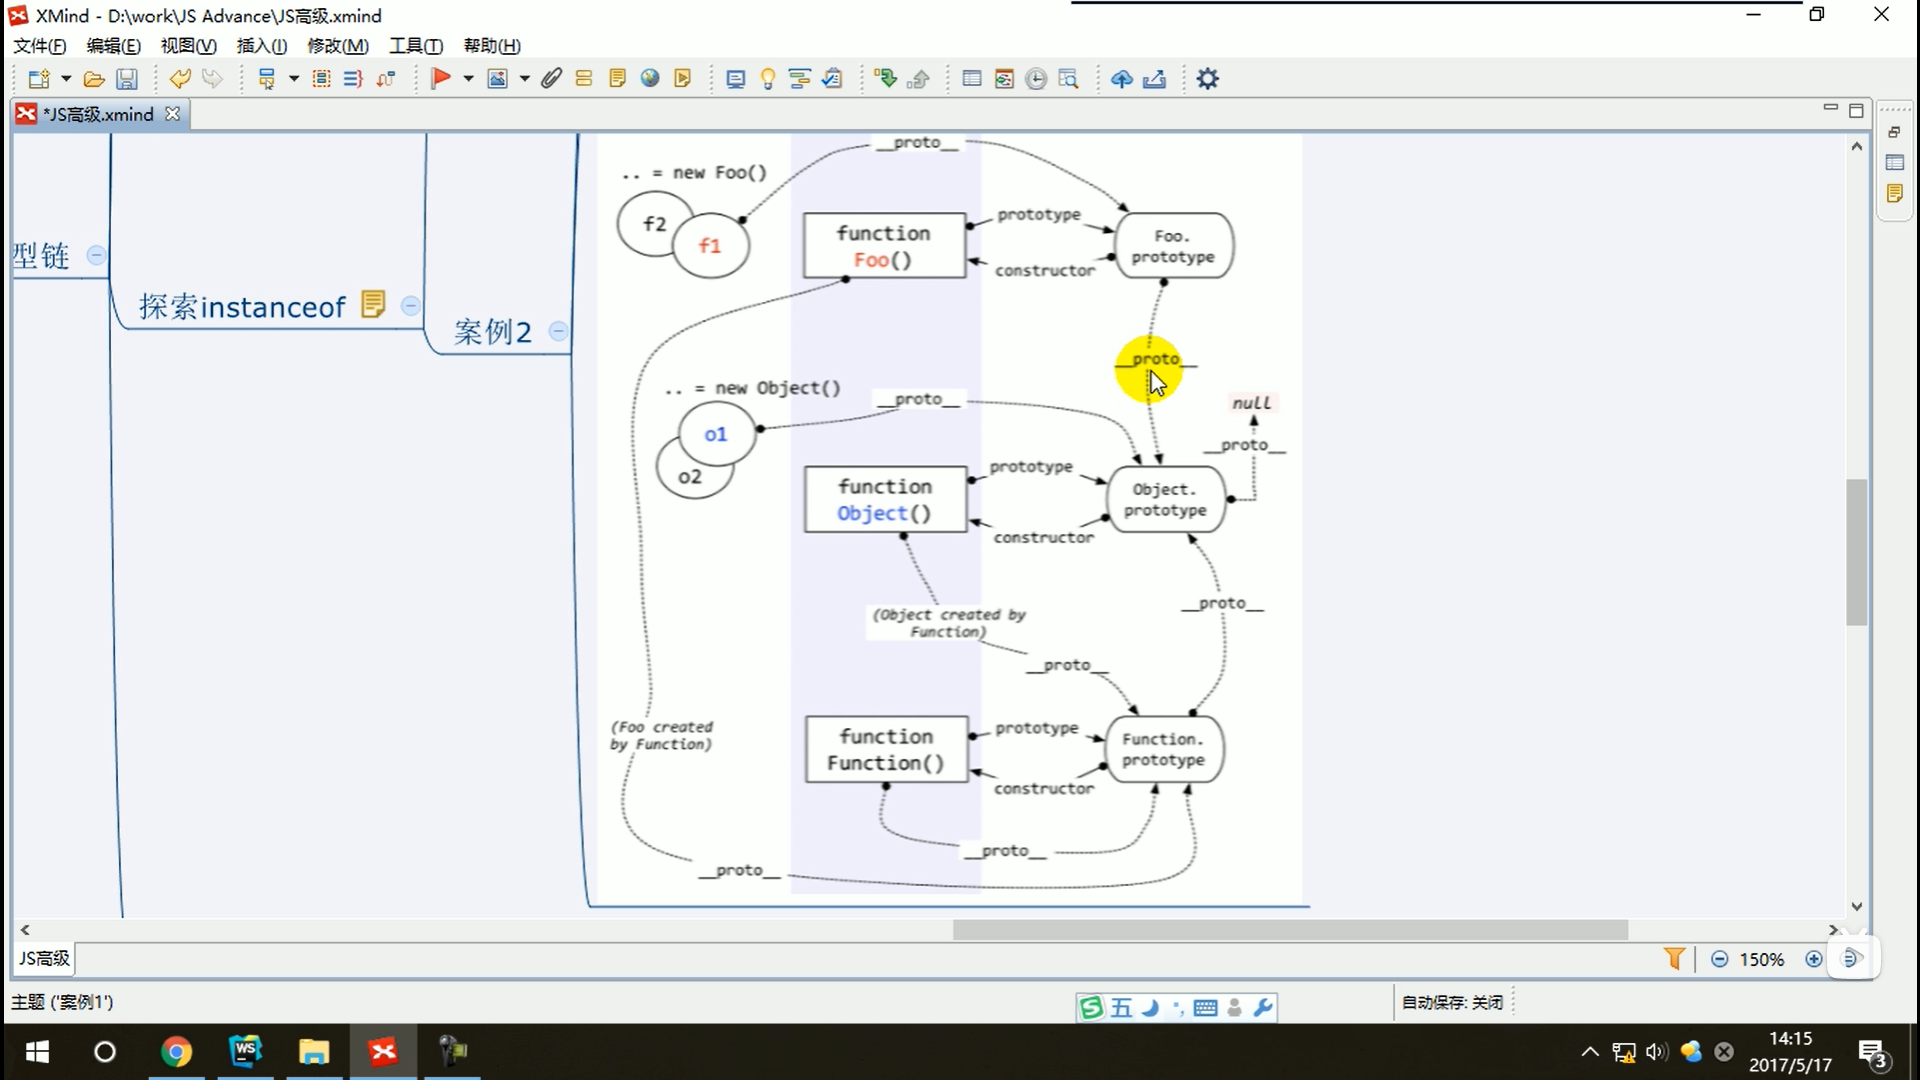 XMind - D:\work\JS Advance\JS高级.xmind
文件(F) 编辑(E) 视图(V) 插入(I) 修改(M) 工具(T) 帮助(H)
*JS高级.xmind
型链
探索instanceof
案例2
__proto__
.. = new Foo()
f2
f1
function
Foo()
prototype
constructor
Foo.
prototype
__proto__
.. = new Object()
__proto__
null
__proto__
o1
o2
function
Object()
prototype
constructor
Object.
prototype
(Object created by
Function)
__proto__
__proto__
(Foo created
by Function)
function
Function()
prototype
constructor
Function.
prototype
__proto__
__proto__
JS高级
150%
主题 ('案例1')
五
自动保存: 关闭
WS
14:15
2017/5/17
3